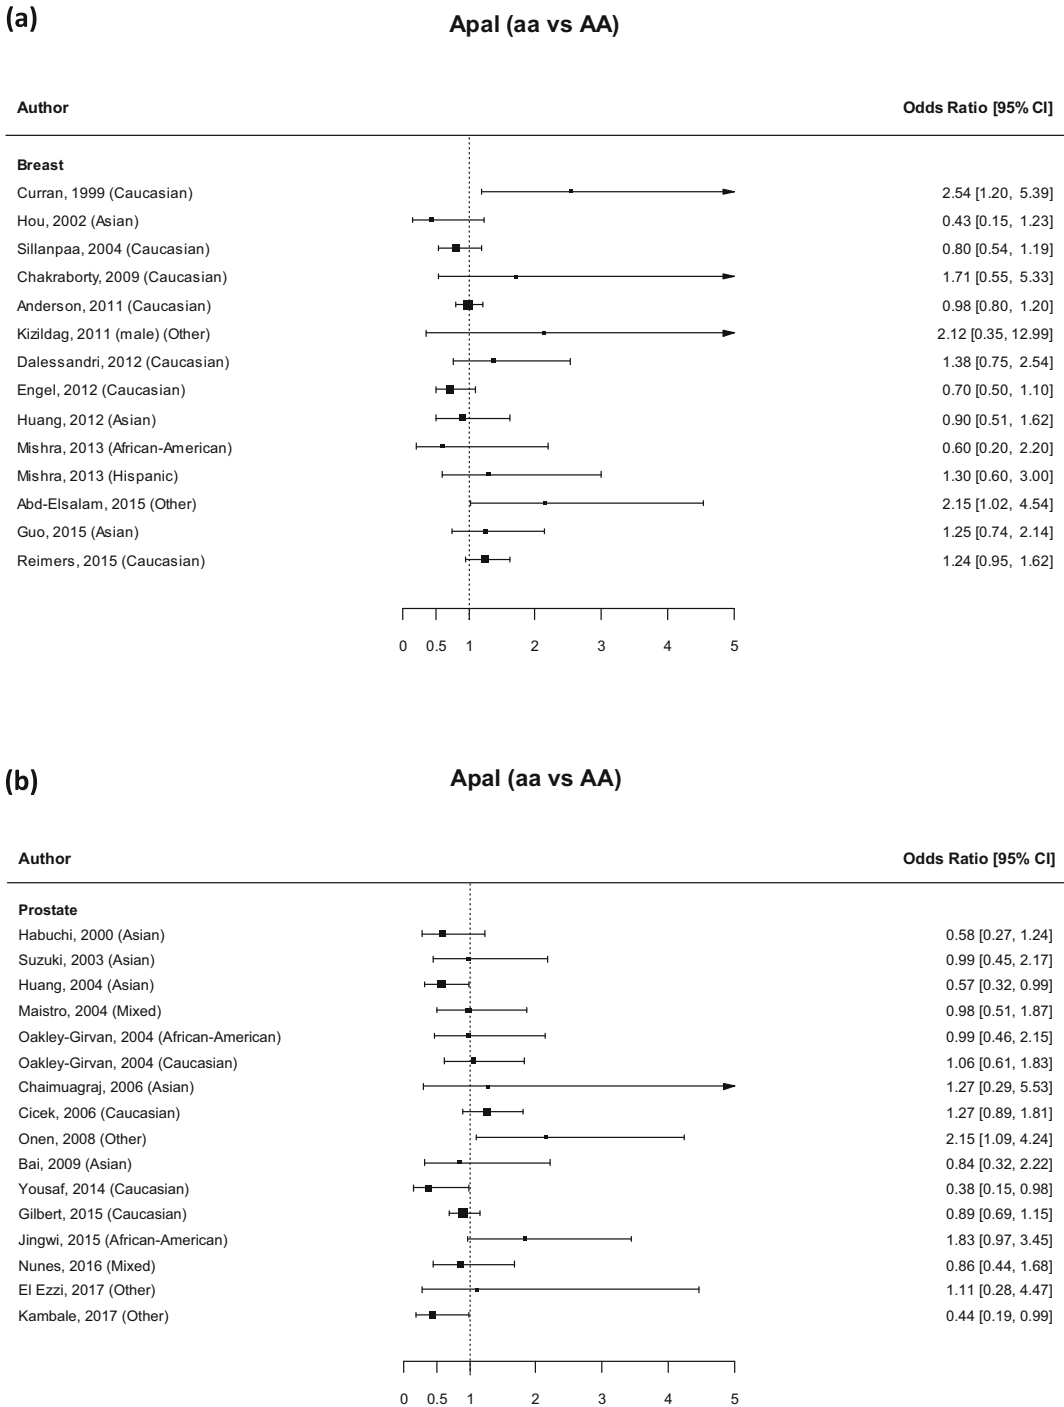 (a)
ApaI (aa vs AA)
Author Odds Ratio [95% CI]
Breast
Curran, 1999 (Caucasian) 2.54 [1.20, 5.39]
Hou, 2002 (Asian) 0.43 [0.15, 1.23]
Sillanpaa, 2004 (Caucasian) 0.80 [0.54, 1.19]
Chakraborty, 2009 (Caucasian) 1.71 [0.55, 5.33]
Anderson, 2011 (Caucasian) 0.98 [0.80, 1.20]
Kizildag, 2011 (male) (Other) 2.12 [0.35, 12.99]
Dalessandri, 2012 (Caucasian) 1.38 [0.75, 2.54]
Engel, 2012 (Caucasian) 0.70 [0.50, 1.10]
Huang, 2012 (Asian) 0.90 [0.51, 1.62]
Mishra, 2013 (African-American) 0.60 [0.20, 2.20]
Mishra, 2013 (Hispanic) 1.30 [0.60, 3.00]
Abd-Elsalam, 2015 (Other) 2.15 [1.02, 4.54]
Guo, 2015 (Asian) 1.25 [0.74, 2.14]
Reimers, 2015 (Caucasian) 1.24 [0.95, 1.62]
0 0.5 1 2 3 4 5
(b)
ApaI (aa vs AA)
Author Odds Ratio [95% CI]
Prostate
Habuchi, 2000 (Asian) 0.58 [0.27, 1.24]
Suzuki, 2003 (Asian) 0.99 [0.45, 2.17]
Huang, 2004 (Asian) 0.57 [0.32, 0.99]
Maistro, 2004 (Mixed) 0.98 [0.51, 1.87]
Oakley-Girvan, 2004 (African-American) 0.99 [0.46, 2.15]
Oakley-Girvan, 2004 (Caucasian) 1.06 [0.61, 1.83]
Chaimuagraj, 2006 (Asian) 1.27 [0.29, 5.53]
Cicek, 2006 (Caucasian) 1.27 [0.89, 1.81]
Onen, 2008 (Other) 2.15 [1.09, 4.24]
Bai, 2009 (Asian) 0.84 [0.32, 2.22]
Yousaf, 2014 (Caucasian) 0.38 [0.15, 0.98]
Gilbert, 2015 (Caucasian) 0.89 [0.69, 1.15]
Jingwi, 2015 (African-American) 1.83 [0.97, 3.45]
Nunes, 2016 (Mixed) 0.86 [0.44, 1.68]
El Ezzi, 2017 (Other) 1.11 [0.28, 4.47]
Kambale, 2017 (Other) 0.44 [0.19, 0.99]
0 0.5 1 2 3 4 5